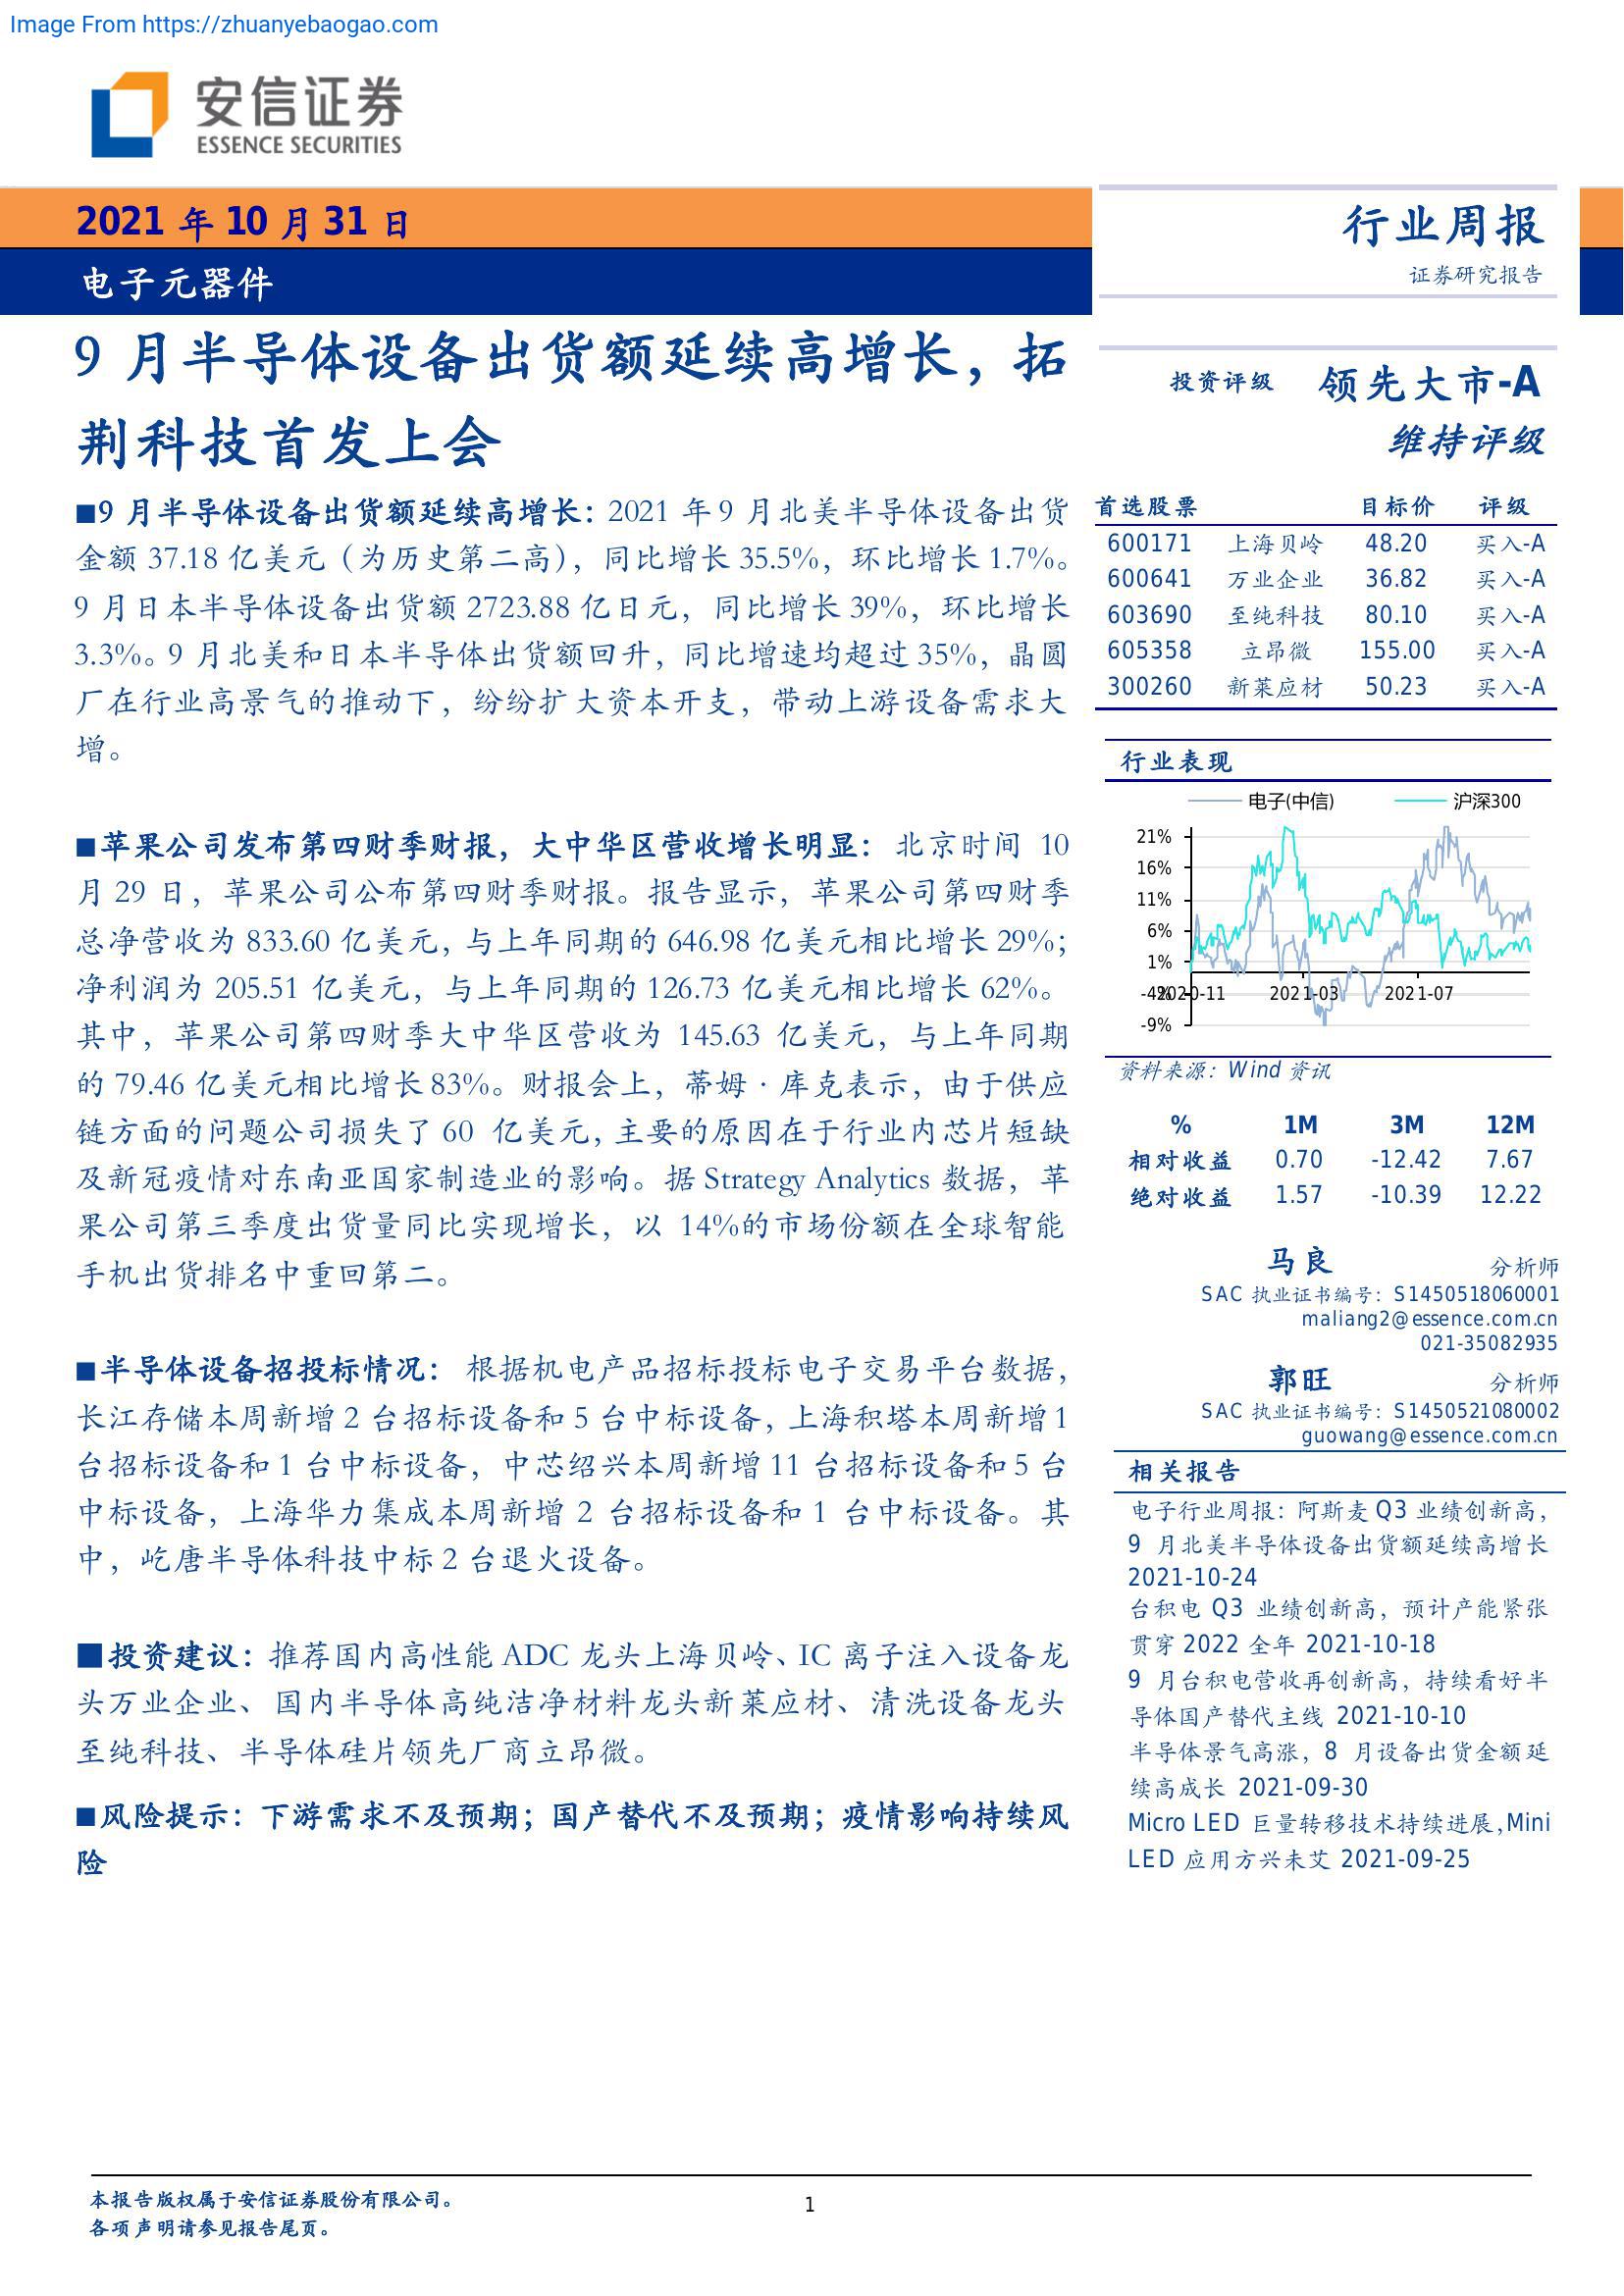 Image From https://zhuanyebaogao.com
安信证券
ESSENCE SECURITIES
2021 年 10 月 31 日
电子元器件
行业周报
证券研究报告
9 月半导体设备出货额延续高增长，拓
荆科技首发上会
■9 月半导体设备出货额延续高增长：2021 年 9 月北美半导体设备出货
金额 37.18 亿美元（为历史第二高），同比增长 35.5%，环比增长 1.7%。
9 月日本半导体设备出货额 2723.88 亿日元，同比增长 39%，环比增长
3.3%。9 月北美和日本半导体出货额回升，同比增速均超过 35%，晶圆
厂在行业高景气的推动下，纷纷扩大资本开支，带动上游设备需求大
增。
■苹果公司发布第四财季财报，大中华区营收增长明显：北京时间 10
月 29 日，苹果公司公布第四财季财报。报告显示，苹果公司第四财季
总净营收为 833.60 亿美元，与上年同期的 646.98 亿美元相比增长 29%；
净利润为 205.51 亿美元，与上年同期的 126.73 亿美元相比增长 62%。
其中，苹果公司第四财季大中华区营收为 145.63 亿美元，与上年同期
的 79.46 亿美元相比增长 83%。财报会上，蒂姆·库克表示，由于供应
链方面的问题公司损失了 60 亿美元，主要的原因在于行业内芯片短缺
及新冠疫情对东南亚国家制造业的影响。据 Strategy Analytics 数据，苹
果公司第三季度出货量同比实现增长，以 14%的市场份额在全球智能
手机出货排名中重回第二。
■半导体设备招投标情况：根据机电产品招标投标电子交易平台数据，
长江存储本周新增 2 台招标设备和 5 台中标设备，上海积塔本周新增 1
台招标设备和 1 台中标设备，中芯绍兴本周新增 11 台招标设备和 5 台
中标设备，上海华力集成本周新增 2 台招标设备和 1 台中标设备。其
中，屹唐半导体科技中标 2 台退火设备。
■投资建议：推荐国内高性能 ADC 龙头上海贝岭、IC 离子注入设备龙
头万业企业、国内半导体高纯洁净材料龙头新莱应材、清洗设备龙头
至纯科技、半导体硅片领先厂商立昂微。
■风险提示：下游需求不及预期；国产替代不及预期；疫情影响持续风
险
投资评级 领先大市-A
维持评级
首选股票 目标价 评级
600171 上海贝岭 48.20 买入-A
600641 万业企业 36.82 买入-A
603690 至纯科技 80.10 买入-A
605358 立昂微 155.00 买入-A
300260 新莱应材 50.23 买入-A
行业表现
电子(中信) 沪深300
21%
16%
11%
6%
1%
-4% 2020-11 2021-03 2021-07
-9%
资料来源：Wind 资讯
% 1M 3M 12M
相对收益 0.70 -12.42 7.67
绝对收益 1.57 -10.39 12.22
马良 分析师
SAC 执业证书编号：S1450518060001
maliang2@essence.com.cn
021-35082935
郭旺 分析师
SAC 执业证书编号：S1450521080002
guowang@essence.com.cn
相关报告
电子行业周报：阿斯麦 Q3 业绩创新高，
9 月北美半导体设备出货额延续高增长
2021-10-24
台积电 Q3 业绩创新高，预计产能紧张
贯穿 2022 全年 2021-10-18
9 月台积电营收再创新高，持续看好半
导体国产替代主线 2021-10-10
半导体景气高涨，8 月设备出货金额延
续高成长 2021-09-30
Micro LED 巨量转移技术持续进展,Mini
LED 应用方兴未艾 2021-09-25
本报告版权属于安信证券股份有限公司。
各项声明请参见报告尾页。
1